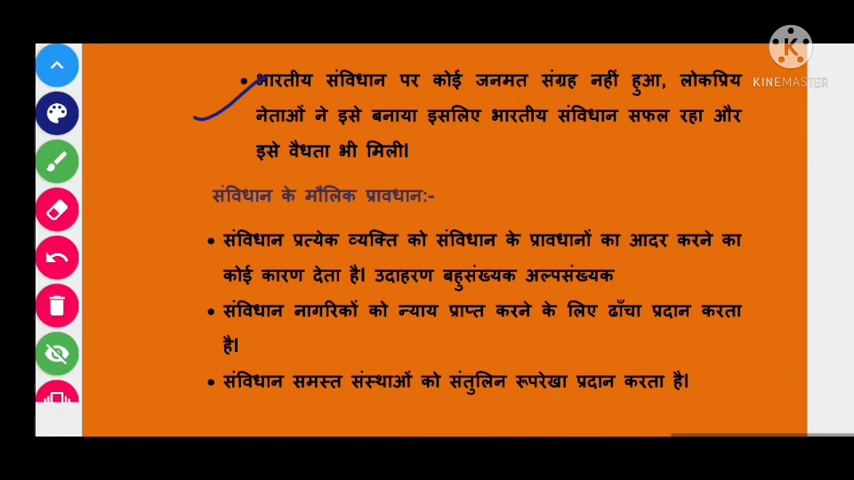 KINEMASTER
भारतीय संविधान पर कोई जनमत संग्रह नहीं हुआ, लोकप्रिय
नेताओं ने इसे बनाया इसलिए भारतीय संविधान सफल रहा और
इसे वैधता भी मिली।
संविधान के मौलिक प्रावधान:-
संविधान प्रत्येक व्यक्ति को संविधान के प्रावधानों का आदर करने का
कोई कारण देता है। उदाहरण बहुसंख्यक अल्पसंख्यक
संविधान नागरिकों को न्याय प्राप्त करने के लिए ढाँचा प्रदान करता
है।
संविधान समस्त संस्थाओं को संतुलिन रूपरेखा प्रदान करता है।